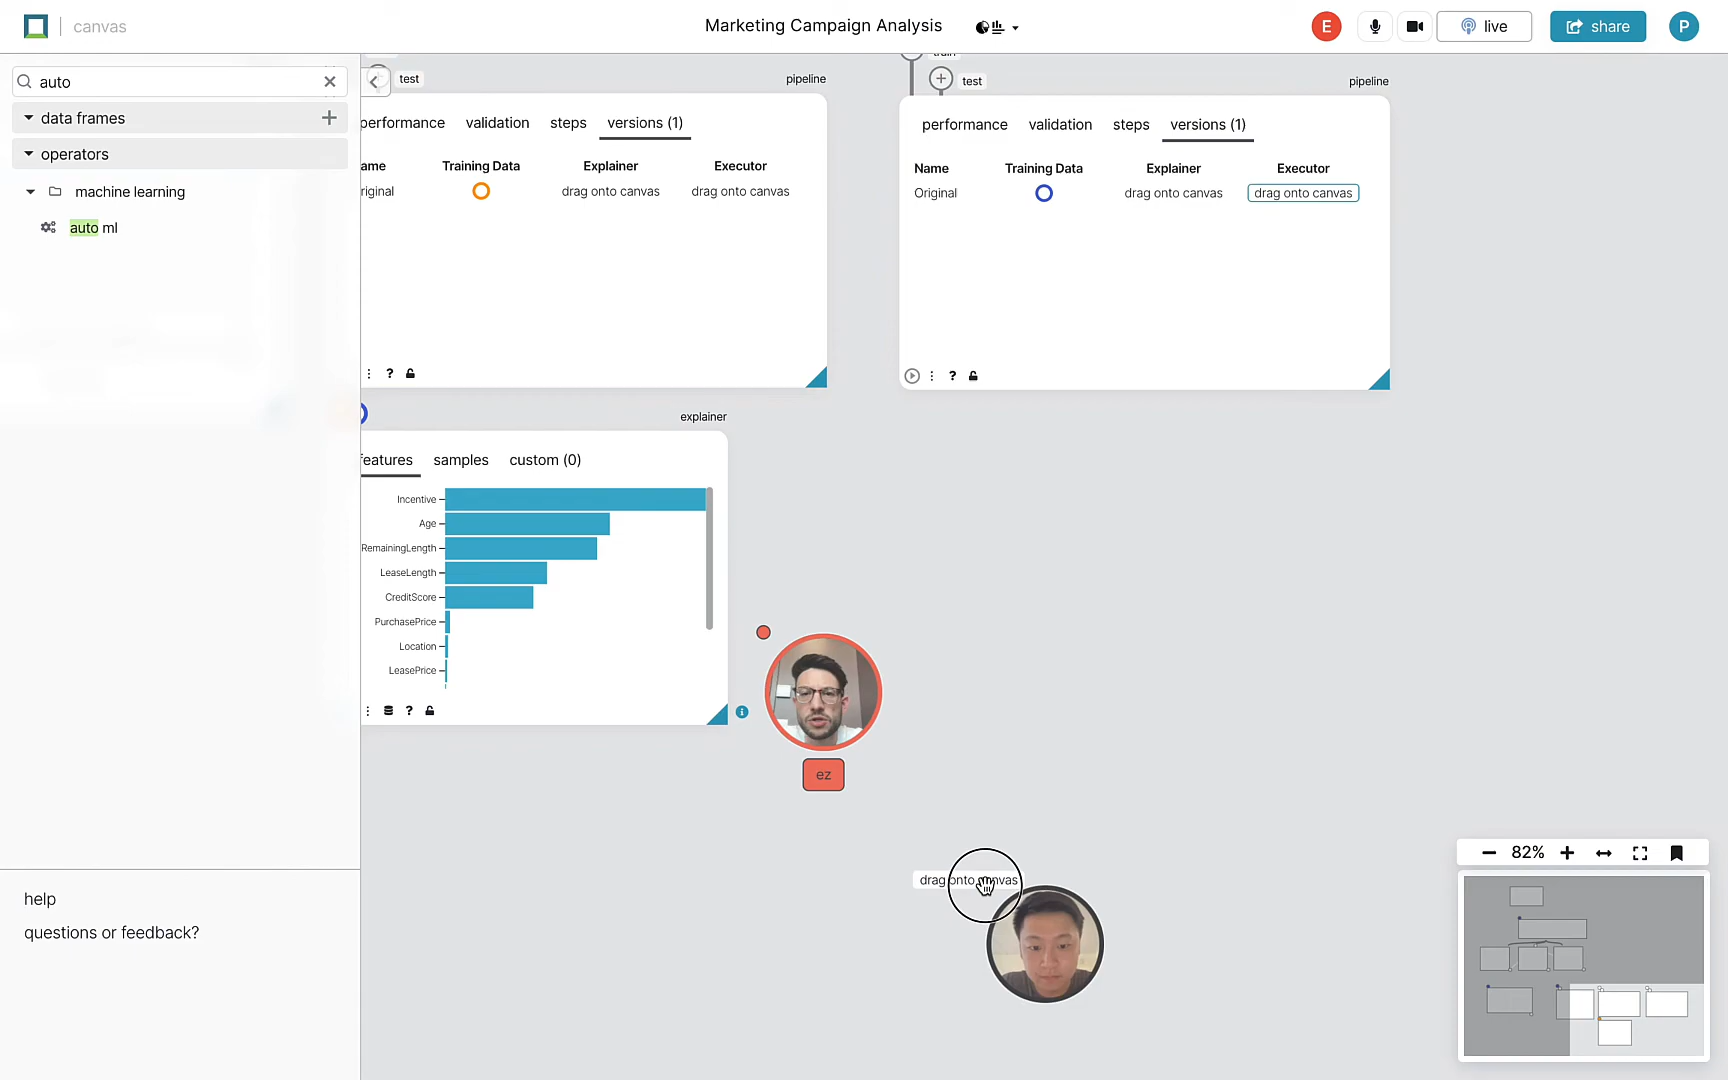 canvas
Marketing Campaign Analysis
E
live
share
P
auto
data frames
operators
machine learning
auto ml
help
questions or feedback?
test
pipeline
performance validation steps versions (1)
Training Data Explainer Executor
drag onto canvas drag onto canvas
test
pipeline
performance validation steps versions (1)
Name Training Data Explainer Executor
Original drag onto canvas drag onto canvas
?
?
explainer
features samples custom (0)
Incentive
Age
RemainingLength
LeaseLength
CreditScore
PurchasePrice
Location
LeasePrice
?
i
ez
drag onto canvas
82%